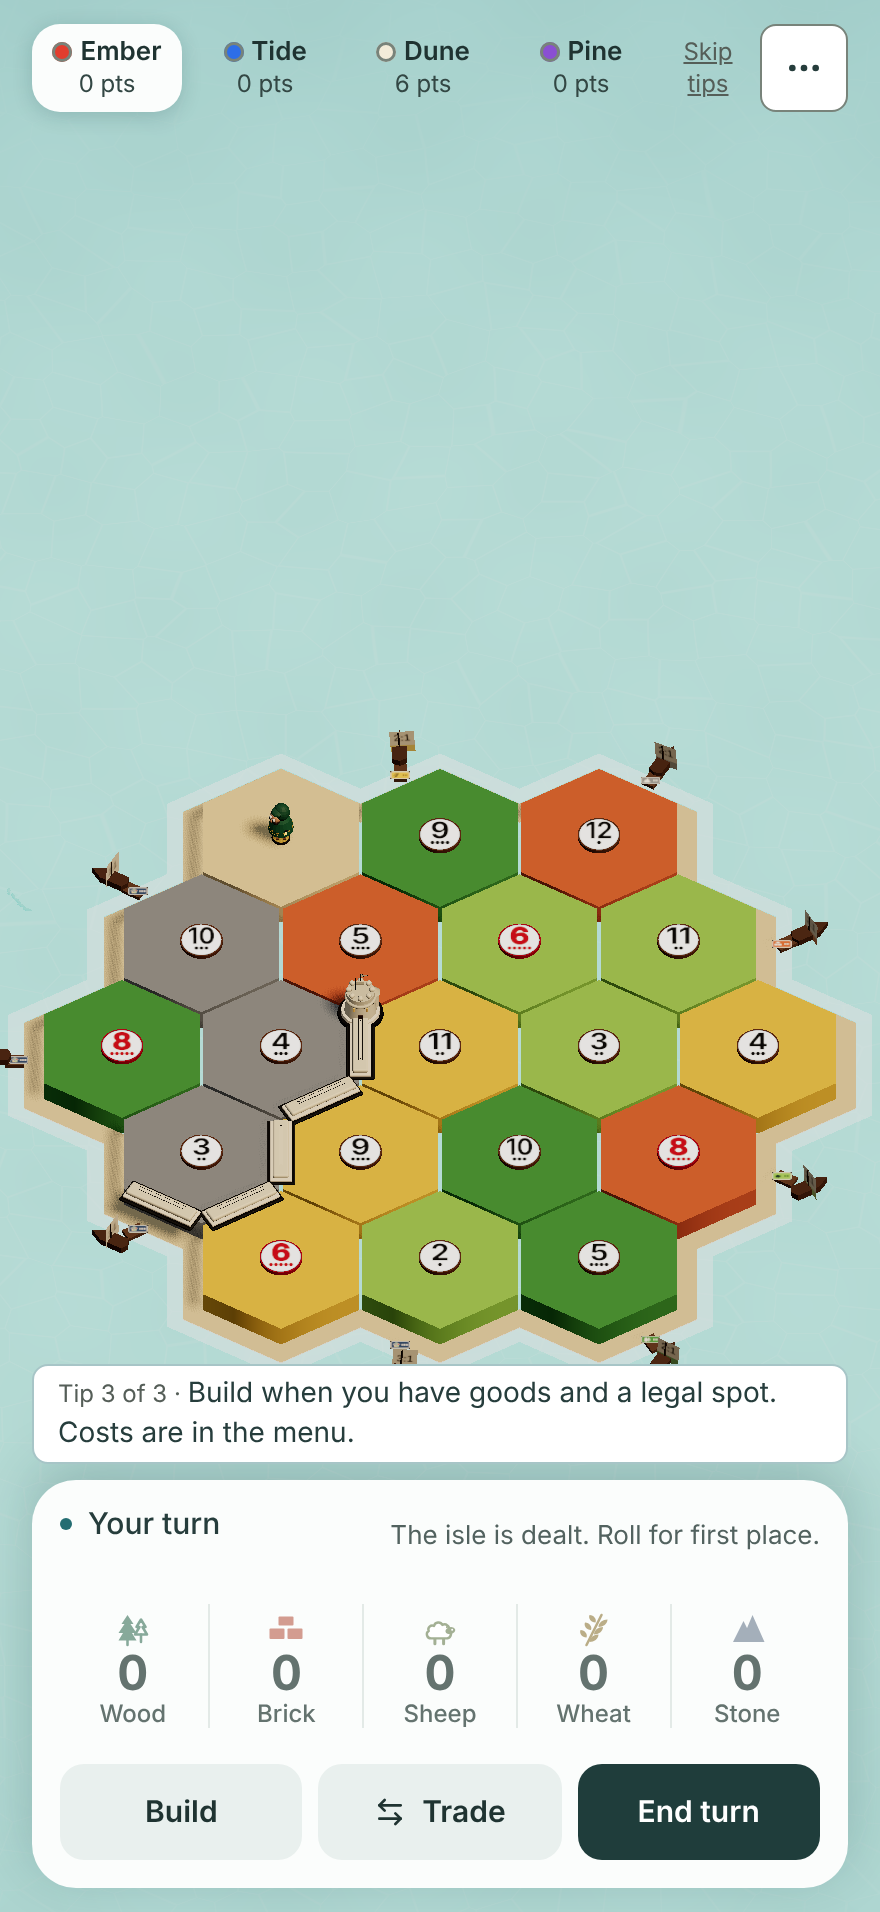 Ember
0 pts
Tide
0 pts
Dune
6 pts
Pine
0 pts
Skip
tips
9
12
10
5
6
11
8
4
11
3
4
3
9
10
8
6
2
5
Tip 3 of 3 · Build when you have goods and a legal spot.
Costs are in the menu.
Your turn
The isle is dealt. Roll for first place.
0
0
0
0
0
Wood
Brick
Sheep
Wheat
Stone
Build
Trade
End turn